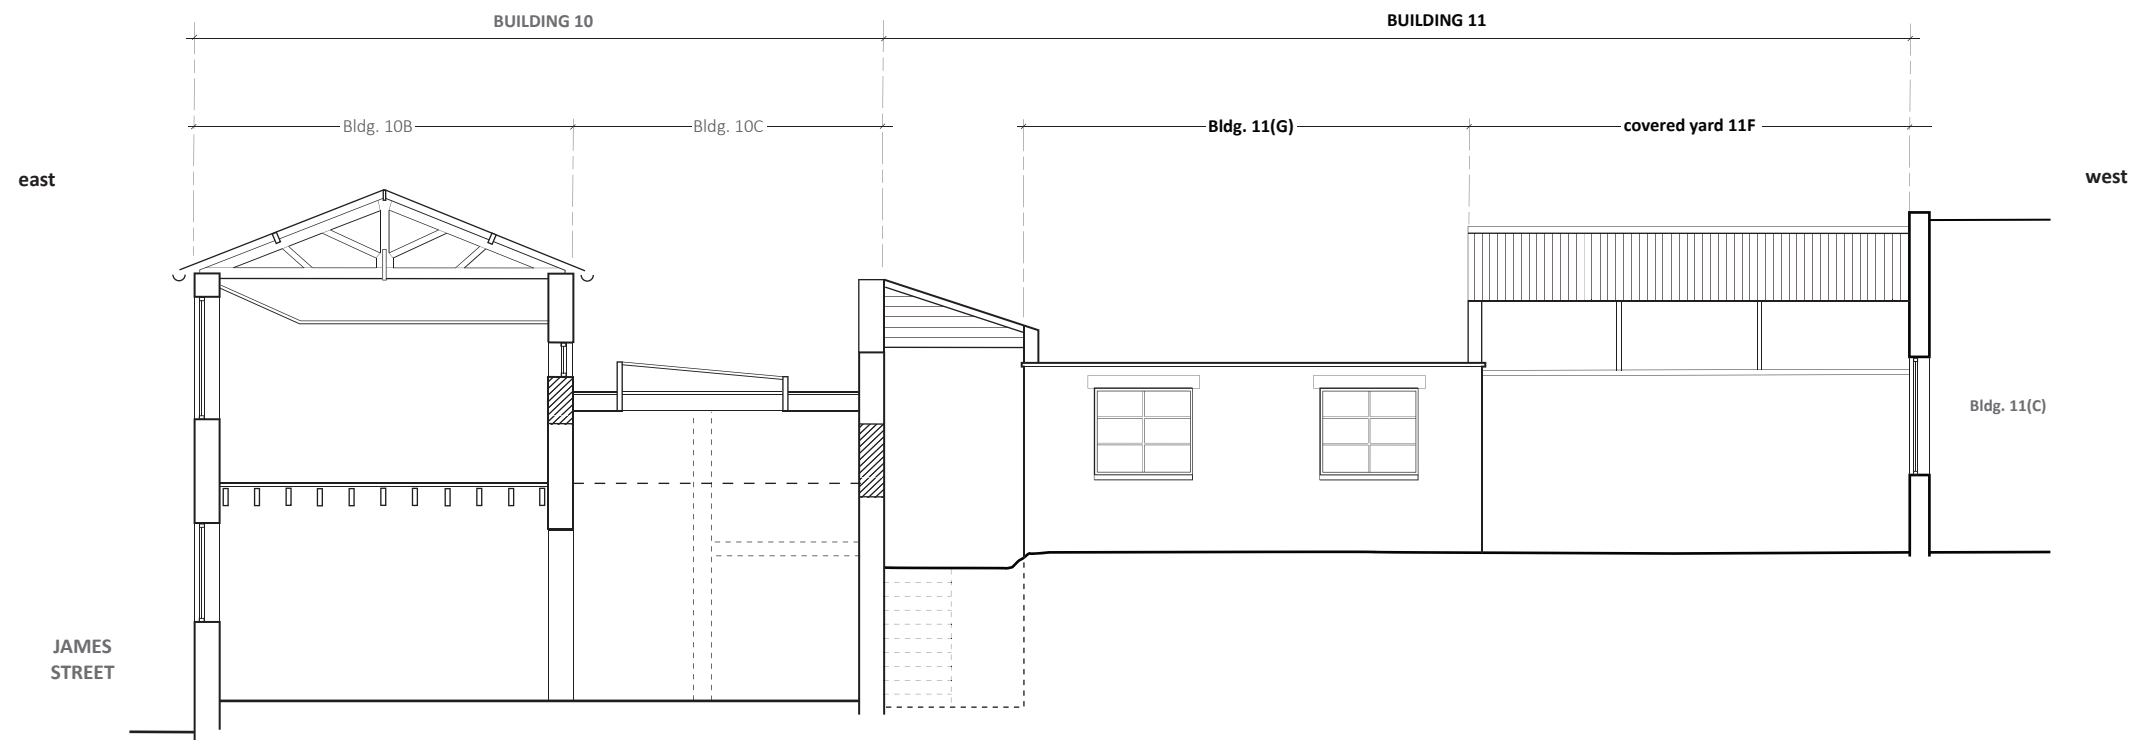 BUILDING 10
BUILDING 11
Bldg. 10B
Bldg. 10C
Bldg. 11(G)
covered yard 11F
east
west
Bldg. 11(C)
JAMES
STREET